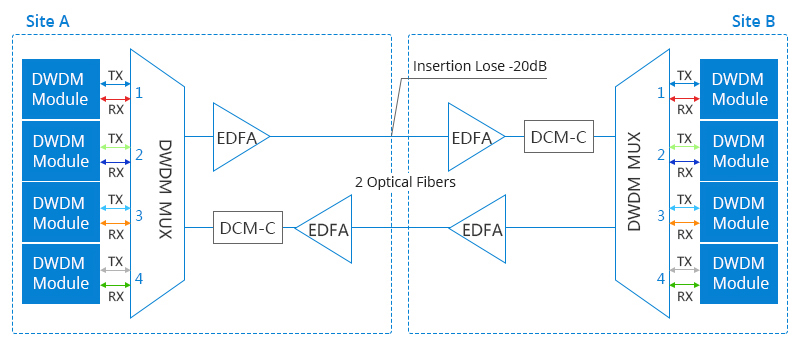 Site A
Site B
Insertion Lose -20dB
DWDM
Module
TX
RX
1
DWDM
Module
TX
RX
2
DWDM
Module
TX
RX
3
DWDM
Module
TX
RX
4
DWDM MUX
EDFA
EDFA
DCM-C
2 Optical Fibers
DCM-C
EDFA
EDFA
DWDM MUX
1
TX
RX
DWDM
Module
2
TX
RX
DWDM
Module
3
TX
RX
DWDM
Module
4
TX
RX
DWDM
Module